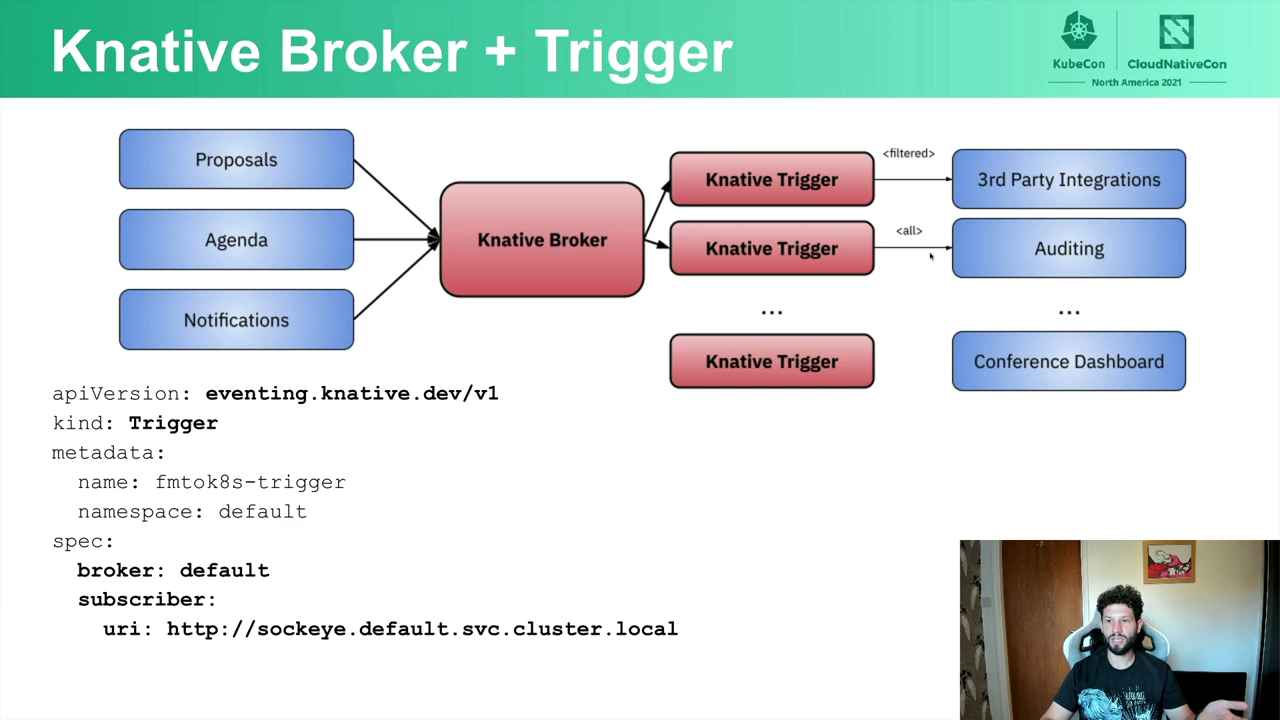 Knative Broker + Trigger
KubeCon
CloudNativeCon
North America 2021
Proposals
Agenda
Notifications
Knative Broker
Knative Trigger
<filtered>
3rd Party Integrations
Knative Trigger
<all>
Auditing
...
...
Knative Trigger
Conference Dashboard
apiVersion: eventing.knative.dev/v1
kind: Trigger
metadata:
  name: fmtok8s-trigger
  namespace: default
spec:
  broker: default
  subscriber:
    uri: http://sockeye.default.svc.cluster.local